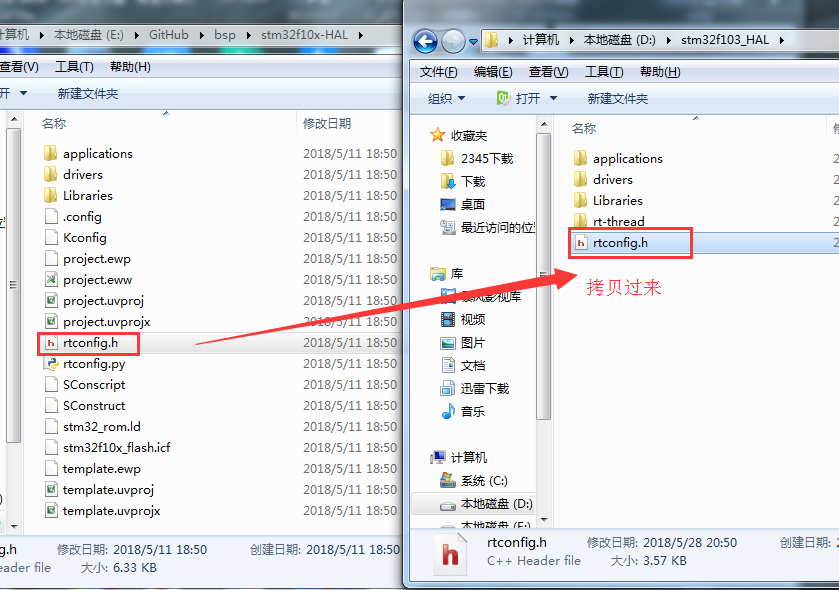 计算机 本地磁盘 (E:) GitHub bsp stm32f10x-HAL
查看(V) 工具(T) 帮助(H)
开 新建文件夹
名称 修改日期
applications 2018/5/11 18:50
drivers 2018/5/11 18:50
Libraries 2018/5/11 18:50
.config 2018/5/11 18:50
Kconfig 2018/5/11 18:50
project.ewp 2018/5/11 18:50
project.eww 2018/5/11 18:50
project.uvproj 2018/5/11 18:50
project.uvprojx 2018/5/11 18:50
rtconfig.h 2018/5/11 18:50
rtconfig.py 2018/5/11 18:50
SConscript 2018/5/11 18:50
SConstruct 2018/5/11 18:50
stm32_rom.ld 2018/5/11 18:50
stm32f10x_flash.icf 2018/5/11 18:50
template.ewp 2018/5/11 18:50
template.uvproj 2018/5/11 18:50
template.uvprojx 2018/5/11 18:50
g.h 修改日期: 2018/5/11 18:50 创建日期: 2018/5/11 18:50
eader file 大小: 6.33 KB
计算机 本地磁盘 (D:) stm32f103_HAL
文件(F) 编辑(E) 查看(V) 工具(T) 帮助(H)
组织 打开 新建文件夹
收藏夹
2345下载
下载
桌面
最近访问的位
库
暴风影视库
视频
图片
文档
迅雷下载
音乐
计算机
系统 (C:)
本地磁盘 (D:)
本地磁盘 (E:)
名称
applications
drivers
Libraries
rt-thread
rtconfig.h
拷贝过来
rtconfig.h 修改日期: 2018/5/28 20:50 创建日期:
C++ Header file 大小: 3.57 KB